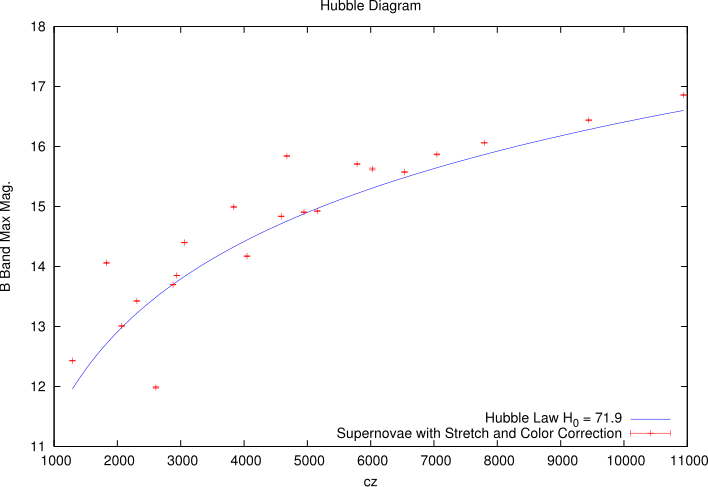 Hubble Diagram
18
17
16
15
14
13
12
11
B Band Max Mag.
Hubble Law H0 = 71.9
Supernovae with Stretch and Color Correction
1000 2000 3000 4000 5000 6000 7000 8000 9000 10000 11000
cz